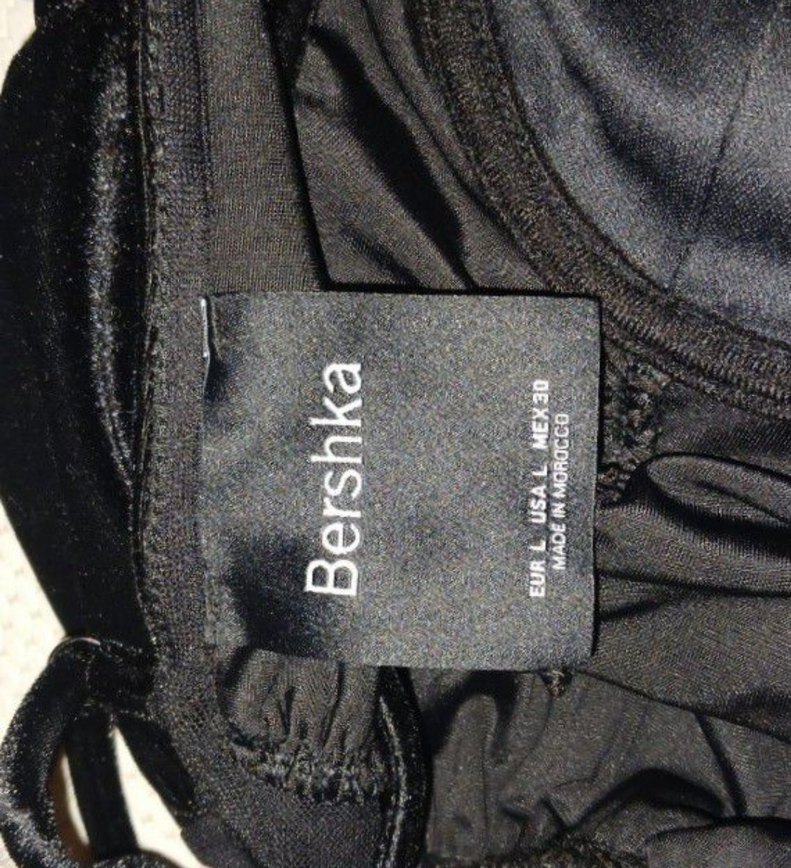 Bershka
EUR L USA L MEX 30
MADE IN MOROCCO